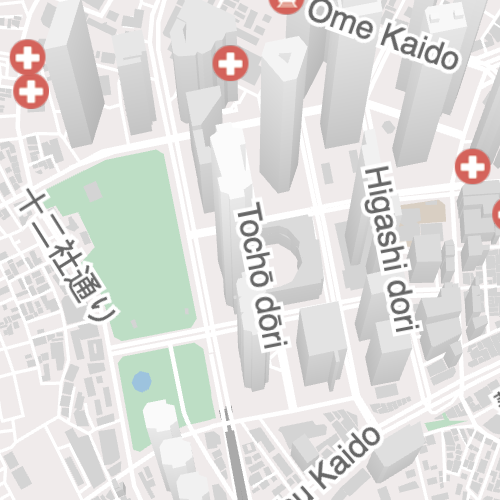 Ome Kaido
Higashi dori
十二社通り
Tochō dōri
Kaido